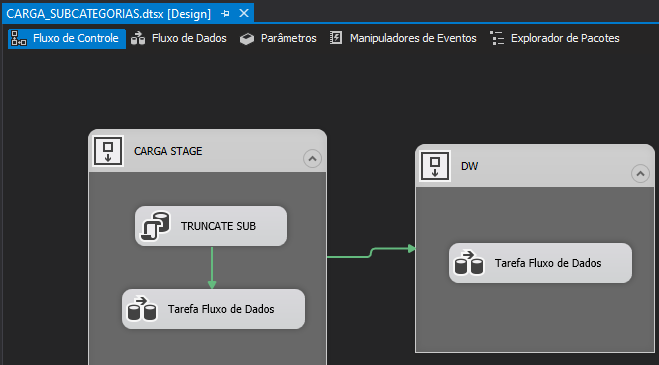 CARGA_SUBCATEGORIAS.dtsx [Design]
Fluxo de Controle
Fluxo de Dados
Parâmetros
Manipuladores de Eventos
Explorador de Pacotes
CARGA STAGE
TRUNCATE SUB
Tarefa Fluxo de Dados
DW
Tarefa Fluxo de Dados